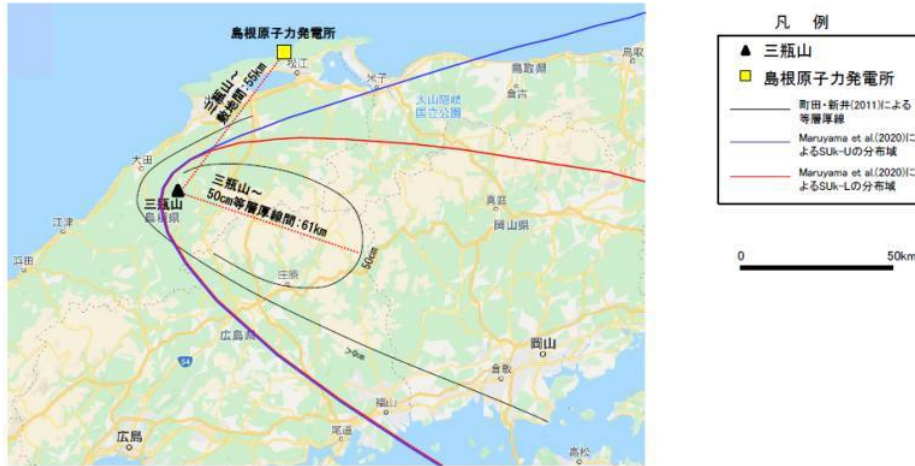 島根原子力発電所
松江
米子
鳥取
鳥取県
倉吉
大山隠岐
国立公園
三瓶山～
敷地間:55km
大田
三瓶山～
50cm等層厚線間:61km
三瓶山
島根県
真庭
岡山県
江津
浜田
50cm
庄原
広島県
54
岡山
倉敷
福山
尾道
広島
高松
凡 例
三瓶山
島根原子力発電所
町田・新井(2011)による
等層厚線
Maruyama et al.(2020)に
よるSUk-Uの分布域
Maruyama et al.(2020)に
よるSUk-Lの分布域
0
50km